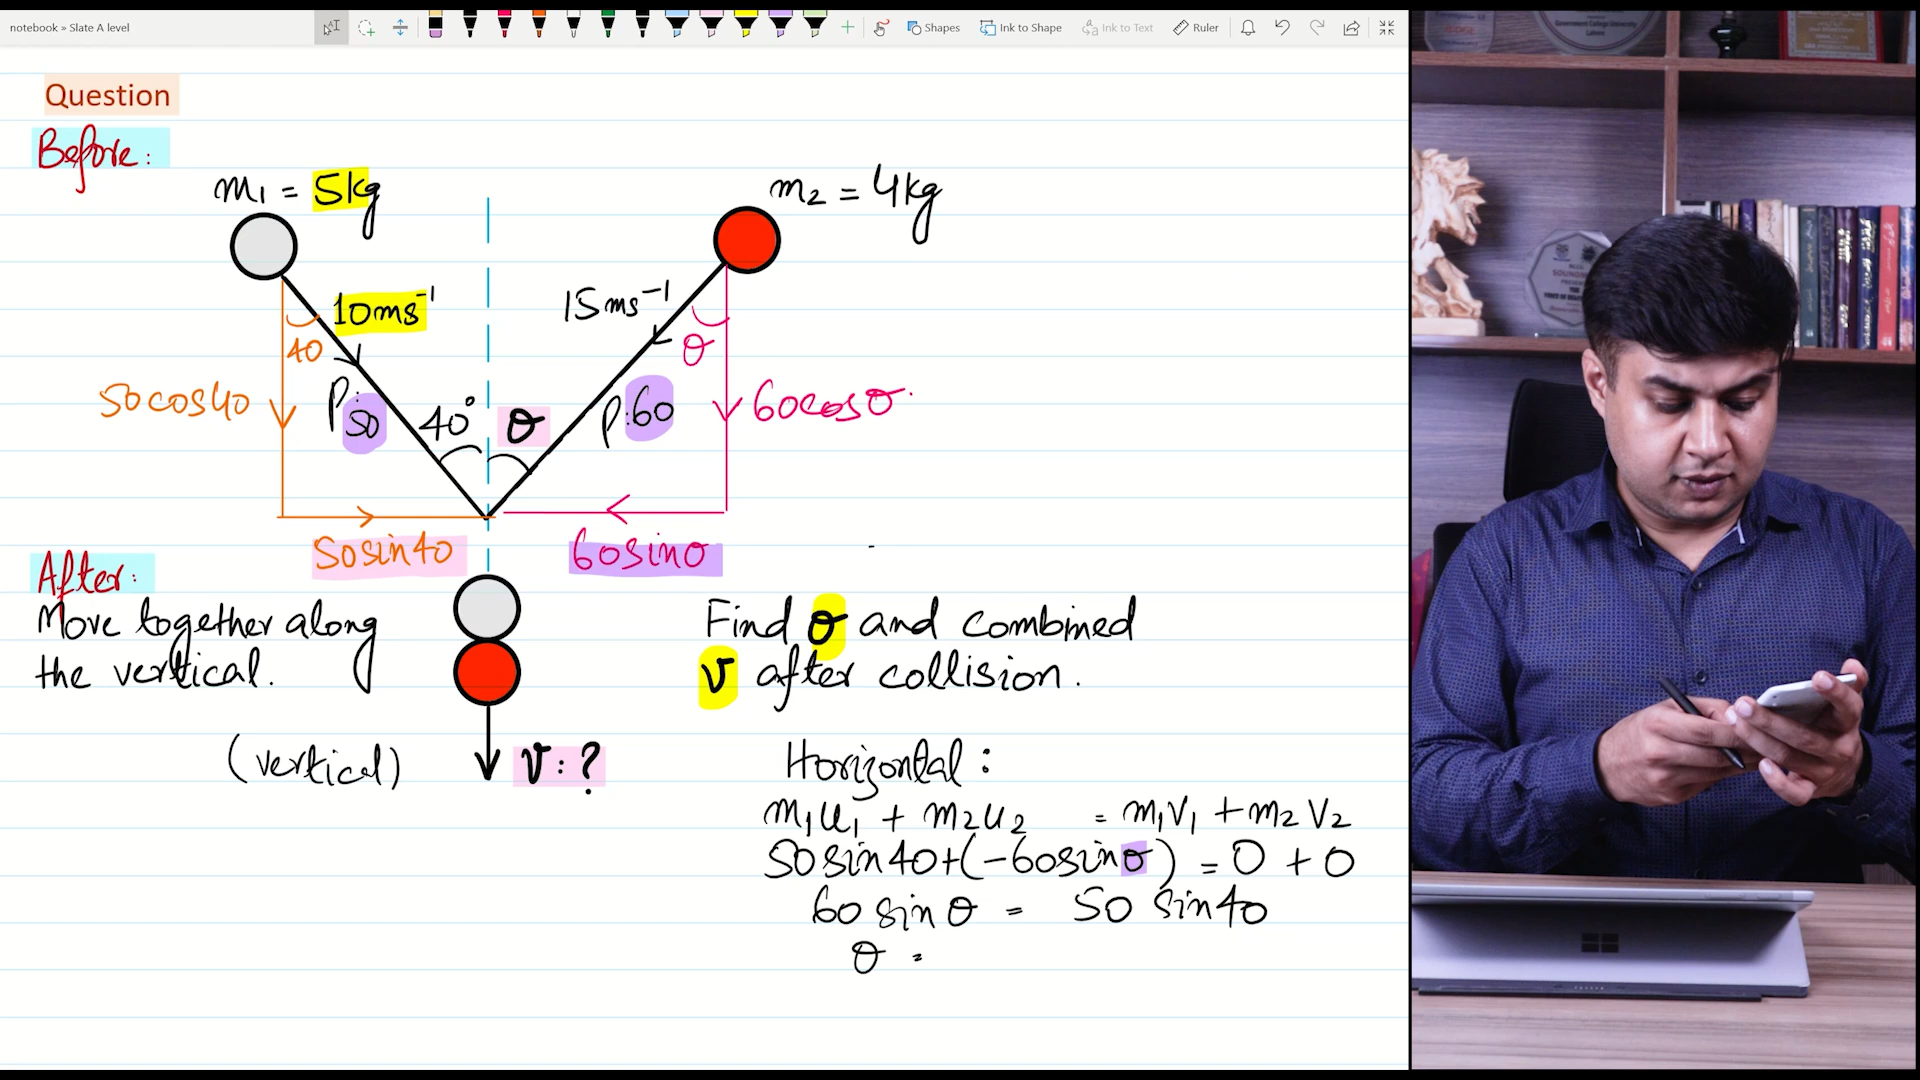 notebook » Slate A level
Shapes
Ink to Shape
Ink to Text
Ruler
Question
Before:
m1 = 5kg
m2 = 4kg
10ms⁻¹
15ms⁻¹
40
θ
50cos40
P:50
40°
θ
P:60
60cosθ
50sin40
60sinθ
After:
Move together along
the vertical.
Find θ and combined
v after collision.
(vertical)
v:?
Horizontal:
m1u1 + m2u2 = m1v1 + m2v2
50sin40+(-60sinθ) = 0 + 0
60 sinθ = 50 sin40
θ =